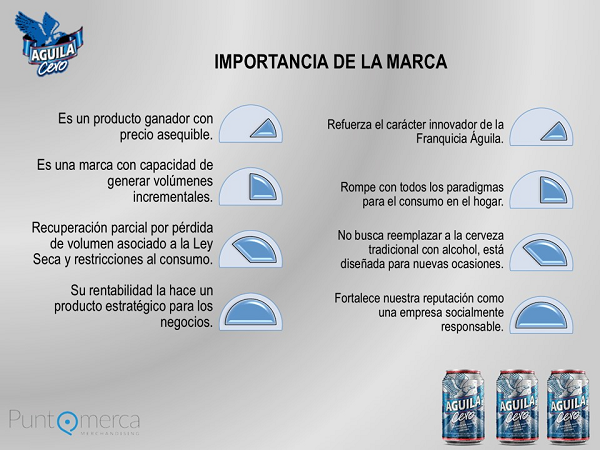 AGUILA
Cero
IMPORTANCIA DE LA MARCA
Es un producto ganador con
precio asequible.
Es una marca con capacidad de
generar volúmenes
incrementales.
Recuperación parcial por pérdida
de volumen asociado a la Ley
Seca y restricciones al consumo.
Su rentabilidad la hace un
producto estratégico para los
negocios.
Refuerza el carácter innovador de la
Franquicia Águila.
Rompe con todos los paradigmas
para el consumo en el hogar.
No busca reemplazar a la cerveza
tradicional con alcohol, está
diseñada para nuevas ocasiones.
Fortalece nuestra reputación como
una empresa socialmente
responsable.
AGUILA AGUILA AGUILA
Cero Cero Cero
Puntomerca
MERCHANDISING